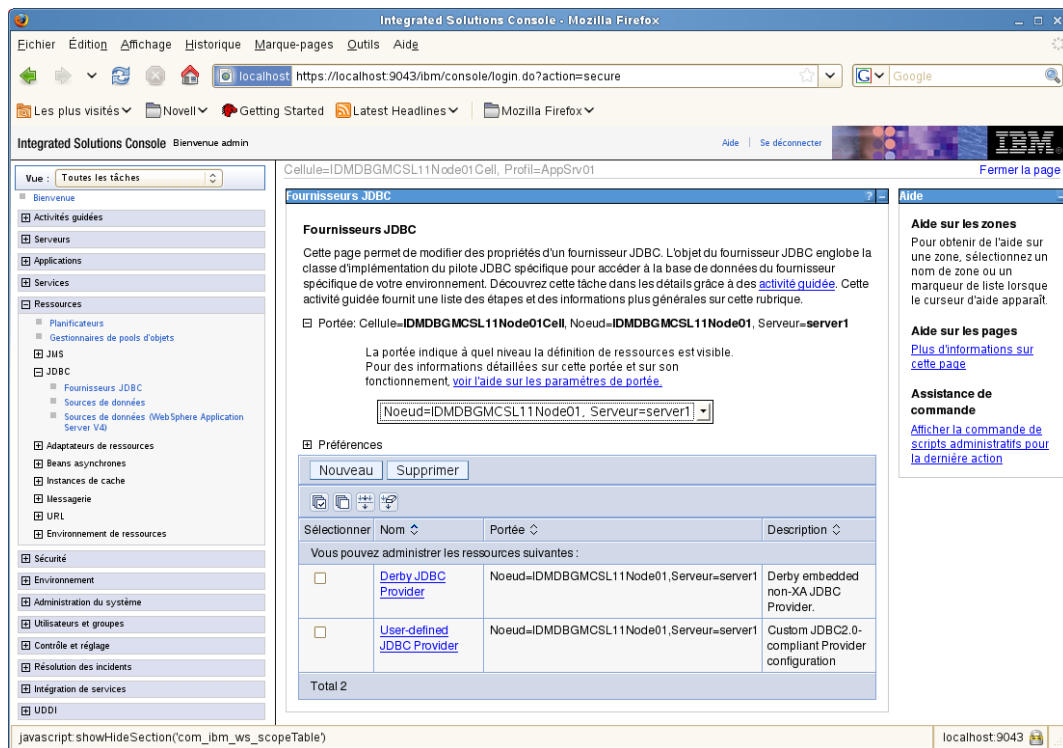 Integrated Solutions Console - Mozilla Firefox
Eichier Édition Affichage Historique Marque-pages Outils Aide
localhost https://localhost:9043/ibm/console/login.do?action=secure
G Google
Les plus visités Novell Getting Started Latest Headlines Mozilla Firefox
Integrated Solutions Console Bienvenue admin
Aide Se déconnecter
IBM
Vue : Toutes les tâches
Bienvenue
Activités guidées
Serveurs
Applications
Services
Ressources
Planificateurs
Gestionnaires de pools d'objets
JMS
JDBC
Fournisseurs JDBC
Sources de données
Sources de données (WebSphere Application
Server V4)
Adaptateurs de ressources
Beans asynchrones
Instances de cache
Messagerie
URL
Environnement de ressources
Sécurité
Environnement
Administration du système
Utilisateurs et groupes
Contrôle et réglage
Résolution des incidents
Intégration de services
UDDI
Cellule=IDMDBGMCSL11Node01Cell, Profil=AppSrv01
Fermer la page
Fournisseurs JDBC ? -
Fournisseurs JDBC
Cette page permet de modifier des propriétés d'un fournisseur JDBC. L'objet du fournisseur JDBC englobe la
classe d'implémentation du pilote JDBC spécifique pour accéder à la base de données du fournisseur
spécifique de votre environnement. Découvrez cette tâche dans les détails grâce à des activité guidée. Cette
activité guidée fournit une liste des étapes et des informations plus générales sur cette rubrique.
Portée: Cellule=IDMDBGMCSL11Node01Cell, Noeud=IDMDBGMCSL11Node01, Serveur=server1
La portée indique à quel niveau la définition de ressources est visible.
Pour des informations détaillées sur cette portée et sur son
fonctionnement, voir l'aide sur les paramètres de portée.
Noeud=IDMDBGMCSL11Node01, Serveur=server1
Préférences
Nouveau Supprimer
Sélectionner Nom Portée Description
Vous pouvez administrer les ressources suivantes :
Derby JDBC
Provider
Noeud=IDMDBGMCSL11Node01,Serveur=server1
Derby embedded
non-XA JDBC
Provider.
User-defined
JDBC Provider
Noeud=IDMDBGMCSL11Node01,Serveur=server1
Custom JDBC2.0-
compliant Provider
configuration
Total 2
Aide
Aide sur les zones
Pour obtenir de l'aide sur
une zone, sélectionnez un
nom de zone ou un
marqueur de liste lorsque
le curseur d'aide apparaît.
Aide sur les pages
Plus d'informations sur
cette page
Assistance de
commande
Afficher la commande de
scripts administratifs pour
la dernière action
javascript:showHideSection('com_ibm_ws_scopeTable')
localhost:9043